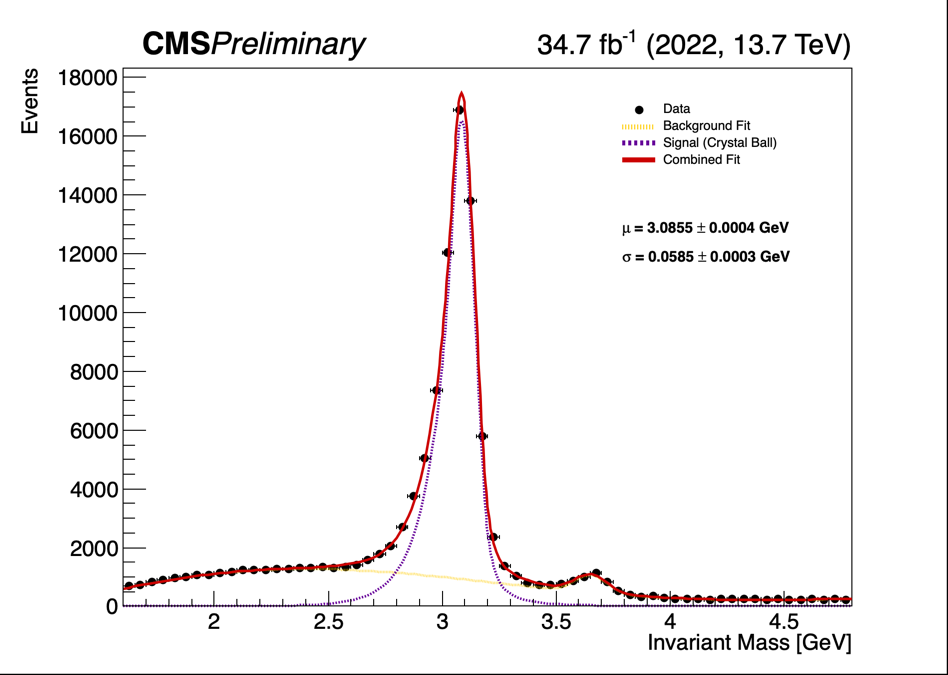 CMSPreliminary
34.7 fb-1 (2022, 13.7 TeV)
Events
18000
16000
14000
12000
10000
8000
6000
4000
2000
0
Data
Background Fit
Signal (Crystal Ball)
Combined Fit
μ = 3.0855 ± 0.0004 GeV
σ = 0.0585 ± 0.0003 GeV
2
2.5
3
3.5
4
4.5
Invariant Mass [GeV]